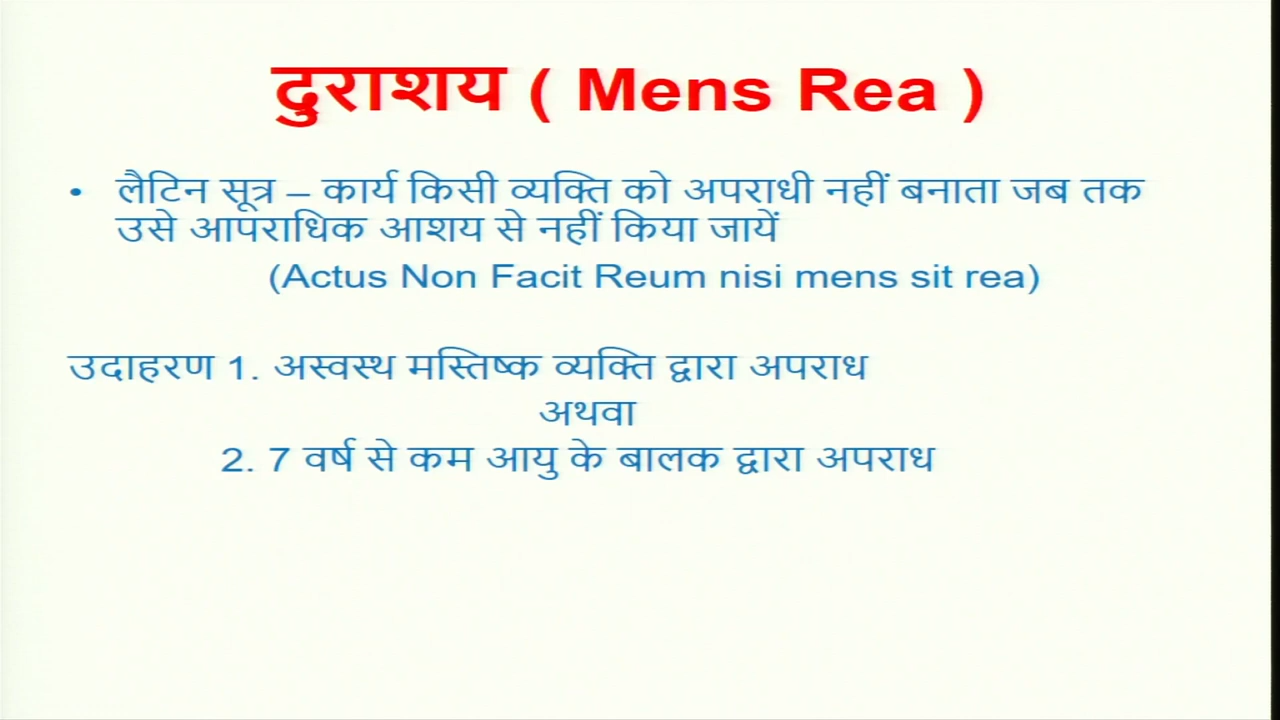 दुराशय ( Mens Rea )
• लैटिन सूत्र – कार्य किसी व्यक्ति को अपराधी नहीं बनाता जब तक
उसे आपराधिक आशय से नहीं किया जायें
(Actus Non Facit Reum nisi mens sit rea)
उदाहरण 1. अस्वस्थ मस्तिष्क व्यक्ति द्वारा अपराध
अथवा
2. 7 वर्ष से कम आयु के बालक द्वारा अपराध